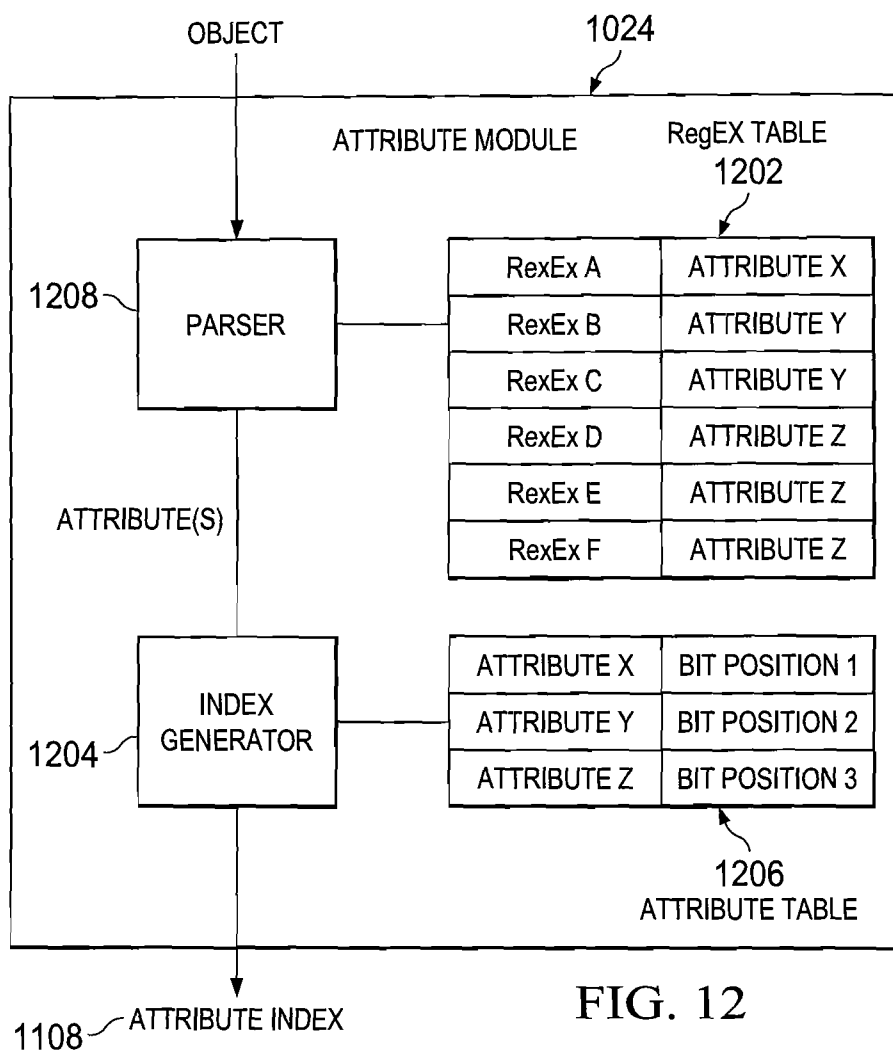 OBJECT
1024
ATTRIBUTE MODULE
RegEX TABLE
1202
1208
PARSER
RexEx A ATTRIBUTE X
RexEx B ATTRIBUTE Y
RexEx C ATTRIBUTE Y
RexEx D ATTRIBUTE Z
RexEx E ATTRIBUTE Z
RexEx F ATTRIBUTE Z
ATTRIBUTE(S)
1204
INDEX
GENERATOR
ATTRIBUTE X BIT POSITION 1
ATTRIBUTE Y BIT POSITION 2
ATTRIBUTE Z BIT POSITION 3
1206
ATTRIBUTE TABLE
1108 ATTRIBUTE INDEX
FIG. 12